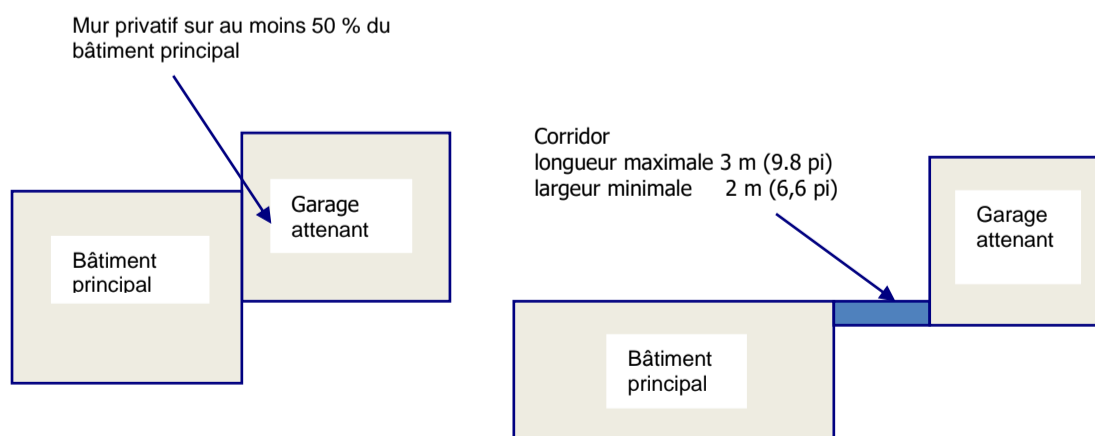 Mur privatif sur au moins 50 % du
bâtiment principal
Garage
attenant
Bâtiment
principal
Corridor
longueur maximale 3 m (9.8 pi)
largeur minimale 2 m (6,6 pi)
Garage
attenant
Bâtiment
principal